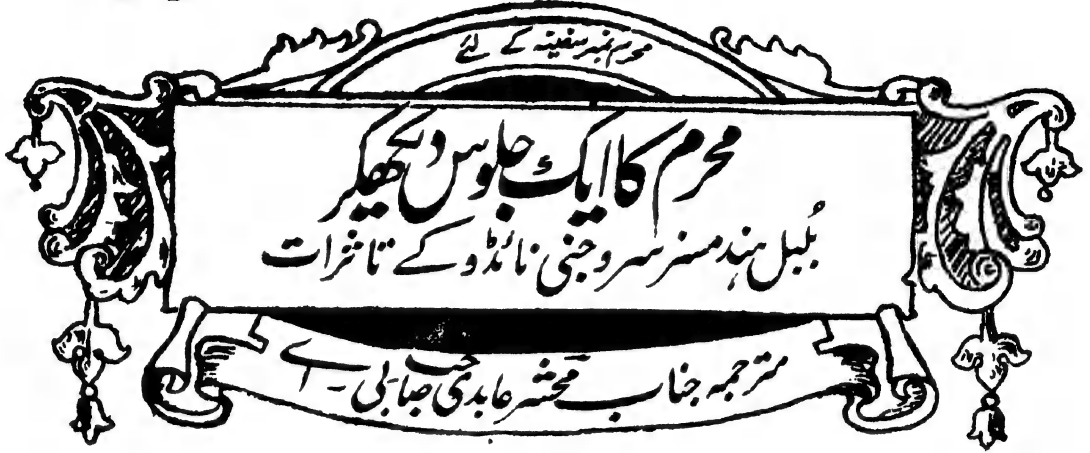 محرم نمبر سفینہ کے لئے
محرم کا ایک جلوس دیکھکر
بُلبل ہند مسنر سروجنی نائڈو کے تاثرات
مترجمہ جناب محشر عابدی صاحب بی۔ اے